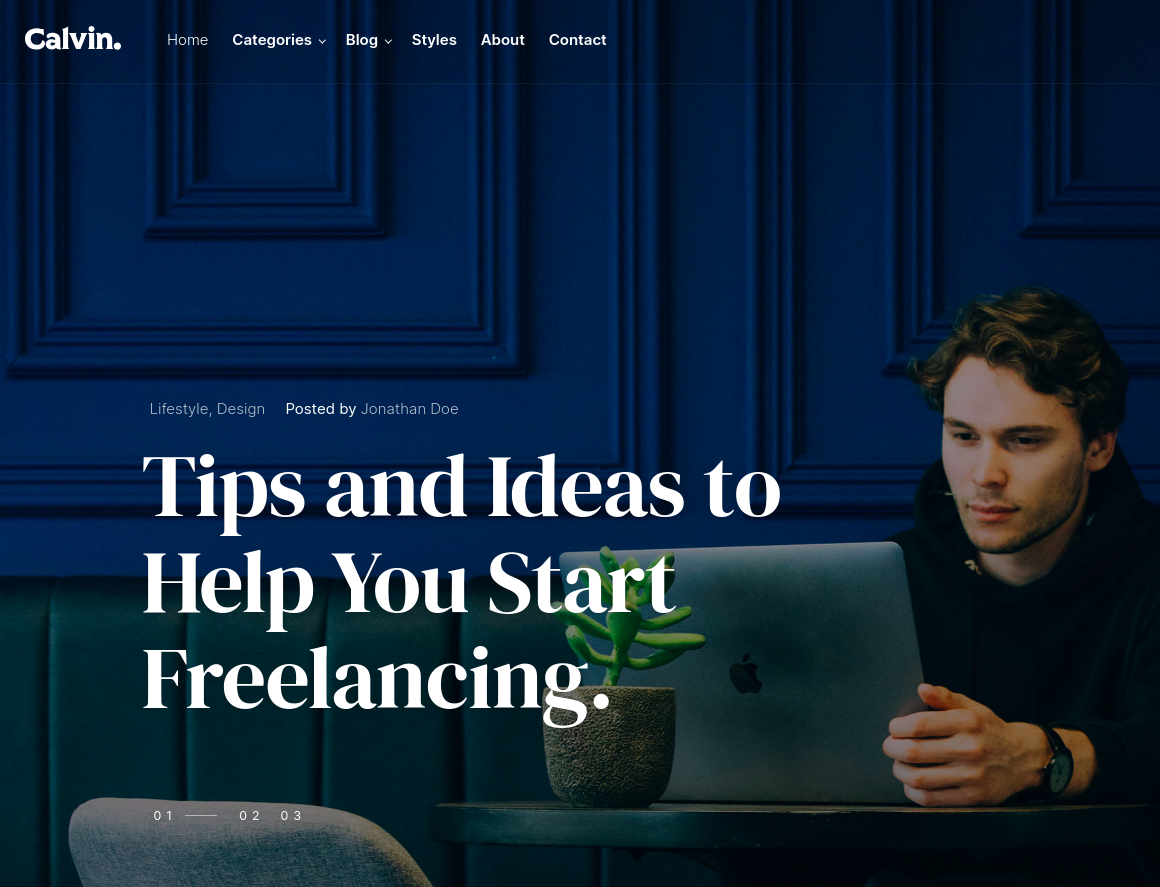 Calvin. Home Categories Blog Styles About Contact
Lifestyle, Design Posted by Jonathan Doe
Tips and Ideas to
Help You Start
Freelancing.
01 02 03